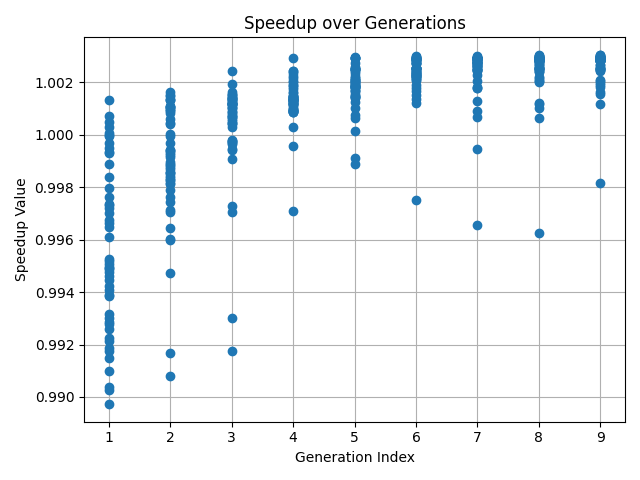 Speedup over Generations
Speedup Value
1.002
1.000
0.998
0.996
0.994
0.992
0.990
1 2 3 4 5 6 7 8 9
Generation Index